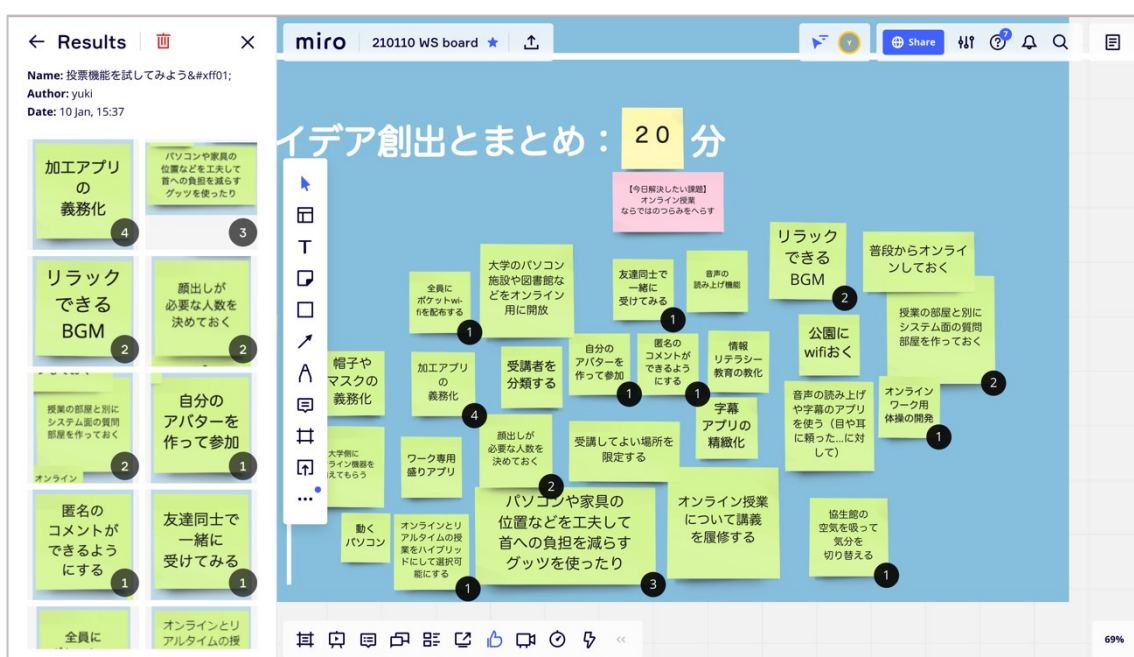 Results
Name: 投票機能を試してみよう&#xff01;
Author: yuki
Date: 10 Jan, 15:37
加工アプリ
の
義務化
4
パソコンや家具の
位置などを工夫して
首への負担を減らす
グッツを使ったり
3
リラック
できる
BGM
2
顔出しが
必要な人数を
決めておく
2
授業の部屋と別に
システム面の質問
部屋を作っておく
オンライン
2
自分の
アバターを
作って参加
1
匿名の
コメントが
できるよう
にする
1
友達同士で
一緒に
受けてみる
1
全員に
オンラインとリ
アルタイムの授
miro
210110 WS board
Y
Share
7
イデア創出とまとめ：
20
分
【今日解決したい課題】
オンライン授業
ならではのつらみをへらす
全員に
ポケットwi-
fiを配布する
1
大学のパソコン
施設や図書館な
どをオンライン
用に開放
友達同士で
一緒に
受けてみる
1
音声の
読み上げ機能
リラック
できる
BGM
2
普段からオンライ
ンしておく
授業の部屋と別に
システム面の質問
部屋を作っておく
2
公園に
wifiおく
帽子や
マスクの
義務化
加工アプリ
の
義務化
4
受講者を
分類する
自分の
アバターを
作って参加
1
匿名の
コメントが
できるよう
にする
1
情報
リテラシー
教育の教化
字幕
アプリの
精緻化
音声の読み上げ
や字幕のアプリ
を使う（目や耳
に頼った...に対
して）
オンライン
ワーク用
体操の開発
1
大学側に
ライン機器を
えてもらう
ワーク専用
盛りアプリ
顔出しが
必要な人数を
決めておく
2
受講してよい場所を
限定する
動く
パソコン
オンラインとリ
アルタイムの授
業をハイブリッ
ドにして選択可
能にする
1
パソコンや家具の
位置などを工夫して
首への負担を減らす
グッツを使ったり
3
オンライン授業
について講義
を履修する
協生館の
空気を吸って
気分を
切り替える
1
69%